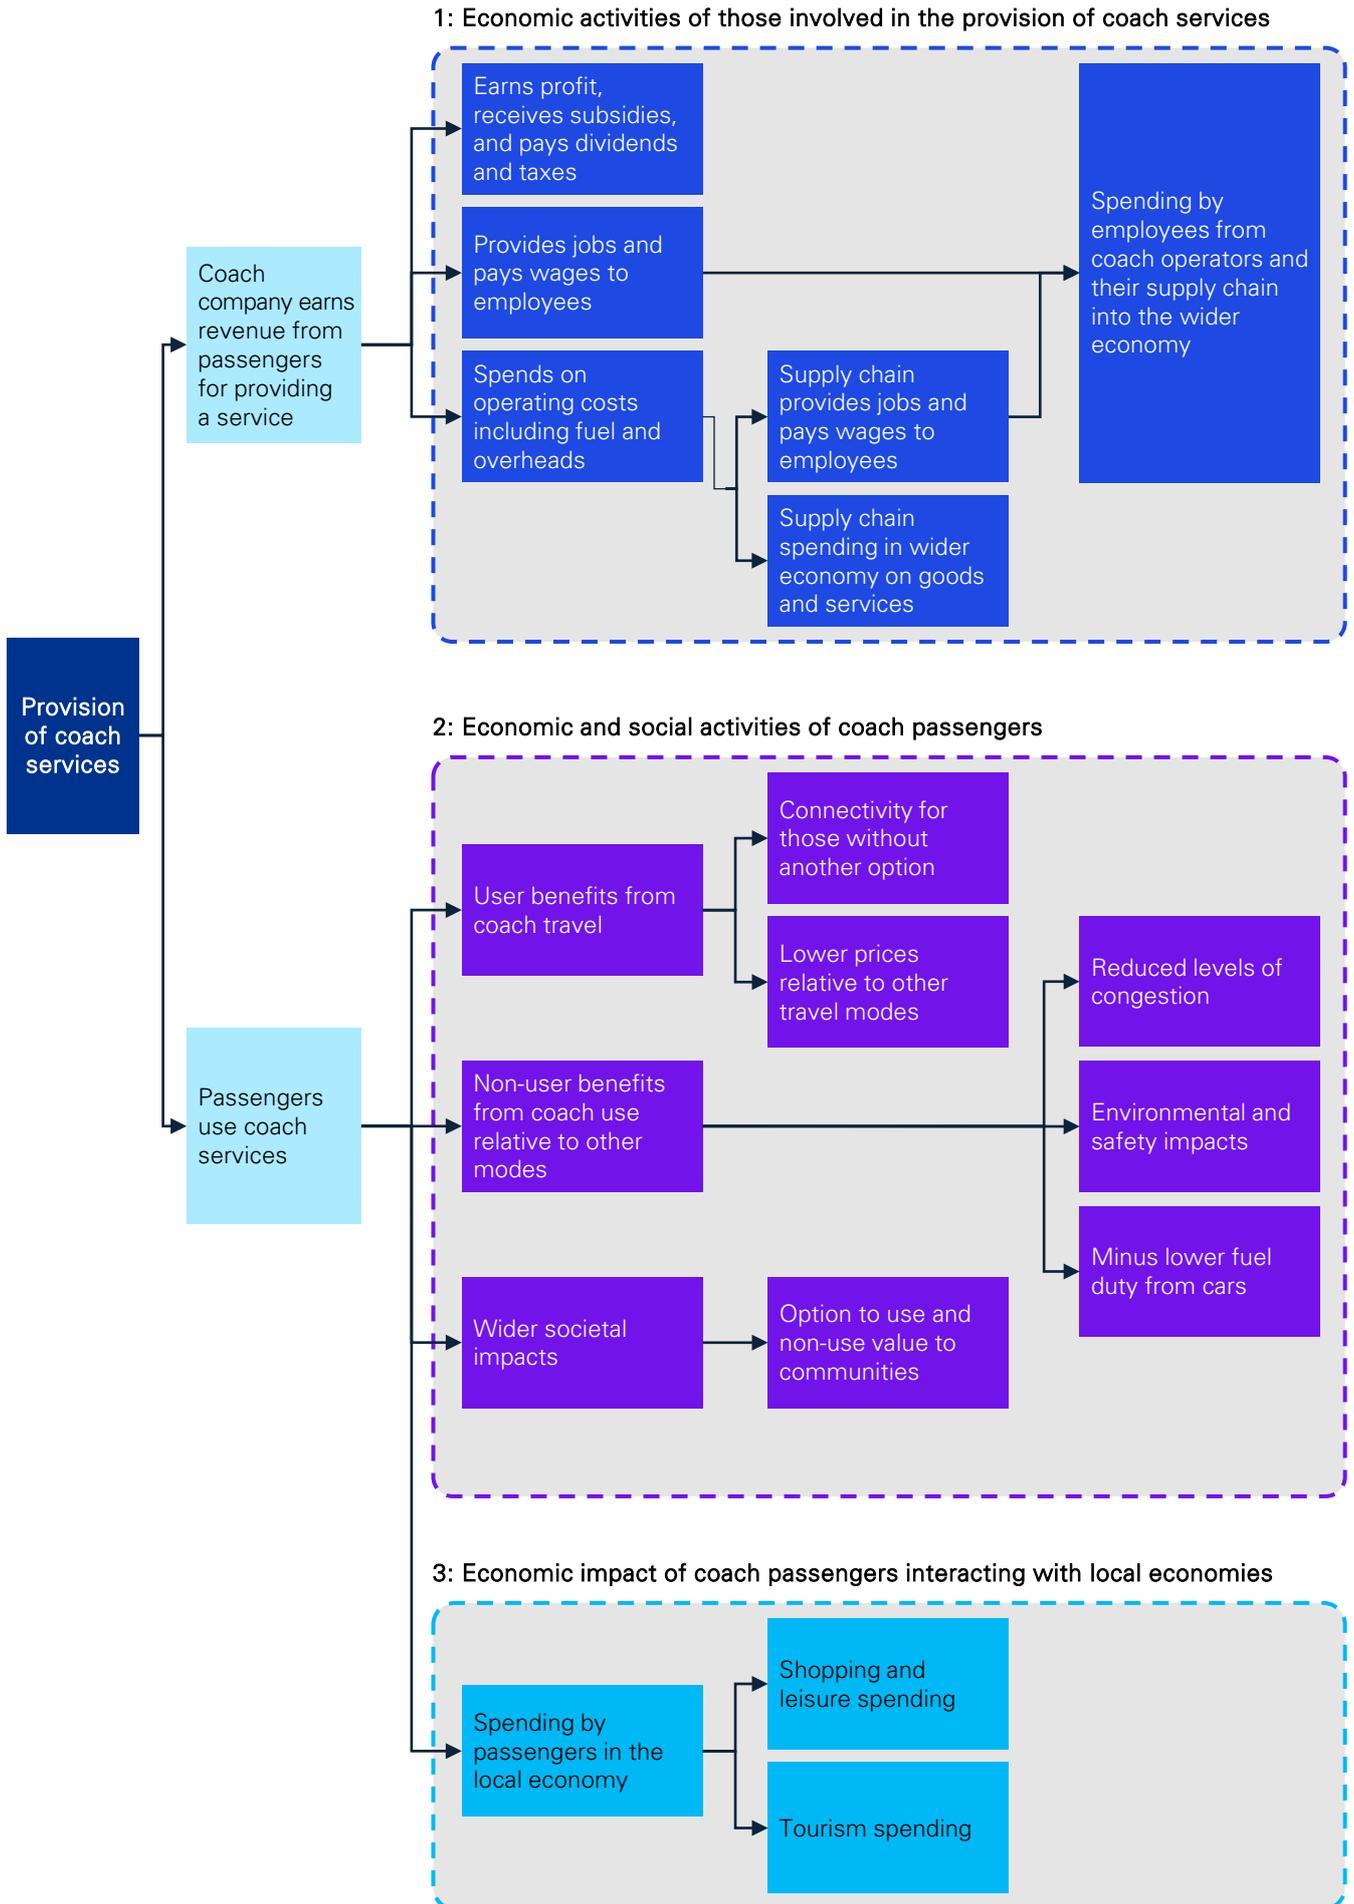 1: Economic activities of those involved in the provision of coach services
Earns profit,
receives subsidies,
and pays dividends
and taxes
Provides jobs and
pays wages to
employees
Spends on
operating costs
including fuel and
overheads
Supply chain
provides jobs and
pays wages to
employees
Supply chain
spending in wider
economy on goods
and services
Spending by
employees from
coach operators and
their supply chain
into the wider
economy
Coach
company earns
revenue from
passengers
for providing
a service
Provision
of coach
services
2: Economic and social activities of coach passengers
User benefits from
coach travel
Connectivity for
those without
another option
Lower prices
relative to other
travel modes
Passengers
use coach
services
Non-user benefits
from coach use
relative to other
modes
Reduced levels of
congestion
Environmental and
safety impacts
Minus lower fuel
duty from cars
Wider societal
impacts
Option to use and
non-use value to
communities
3: Economic impact of coach passengers interacting with local economies
Spending by
passengers in the
local economy
Shopping and
leisure spending
Tourism spending